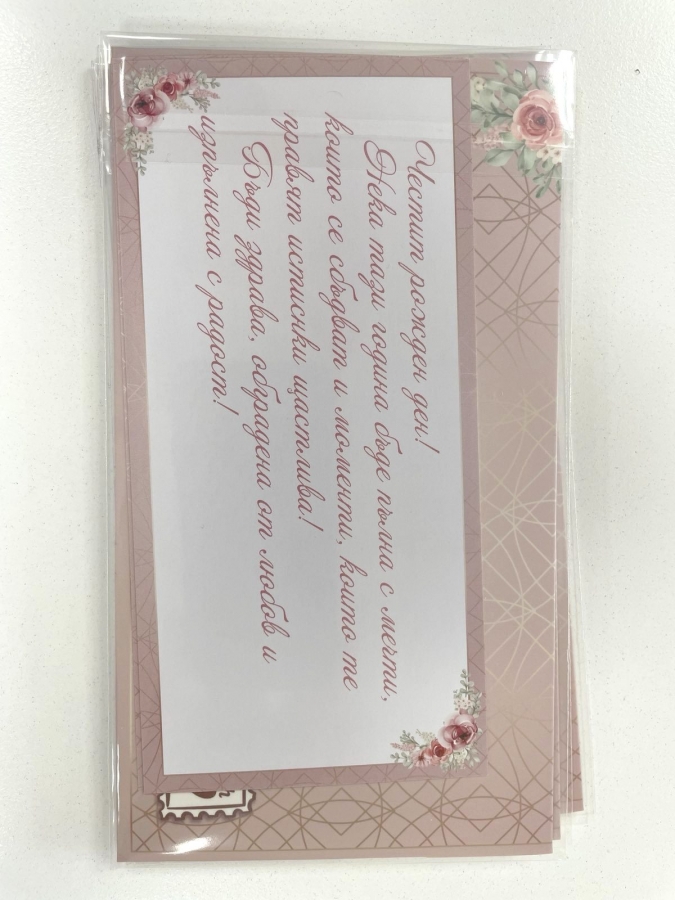 Честит рожден ден!
Нека тази година бъде пълна с мечти,
които се сбъдват и моменти, които те
правят истиснки щастлива!
Бъди здрава, обградена от любов и
изпълнена с радост!